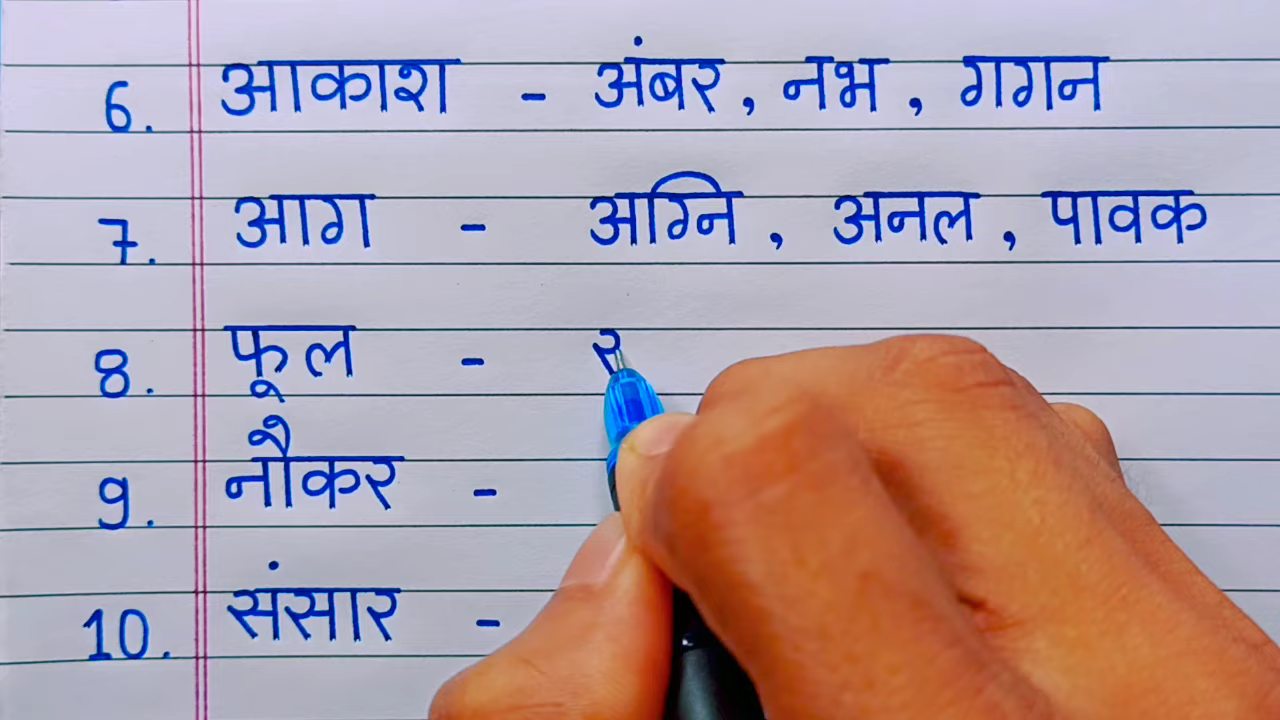 6. आकाश - अंबर, नभ, गगन
7. आग - अग्नि, अनल, पावक
8. फूल -
9. नौकर -
10. संसार -